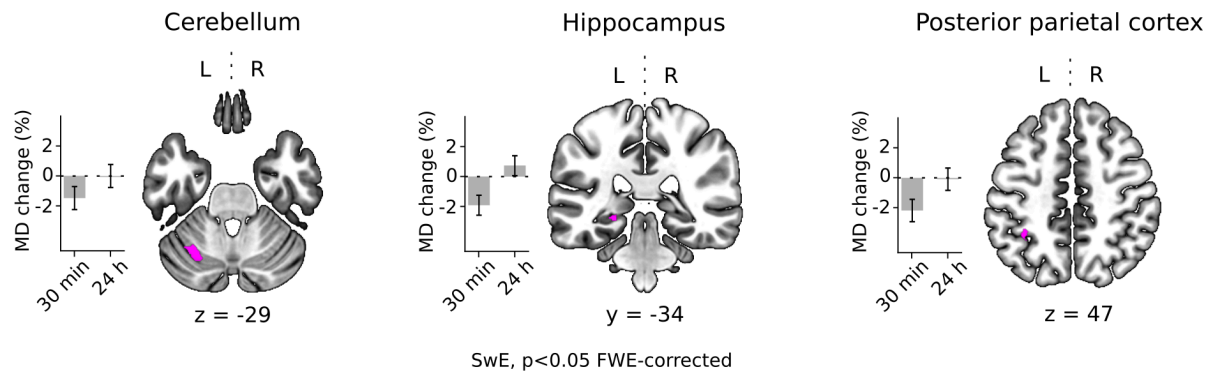 Cerebellum
Hippocampus
Posterior parietal cortex
L R
L R
L R
MD change (%)
2
0
-2
30 min
24 h
MD change (%)
2
0
-2
30 min
24 h
MD change (%)
2
0
-2
30 min
24 h
z = -29
y = -34
z = 47
SwE, p<0.05 FWE-corrected